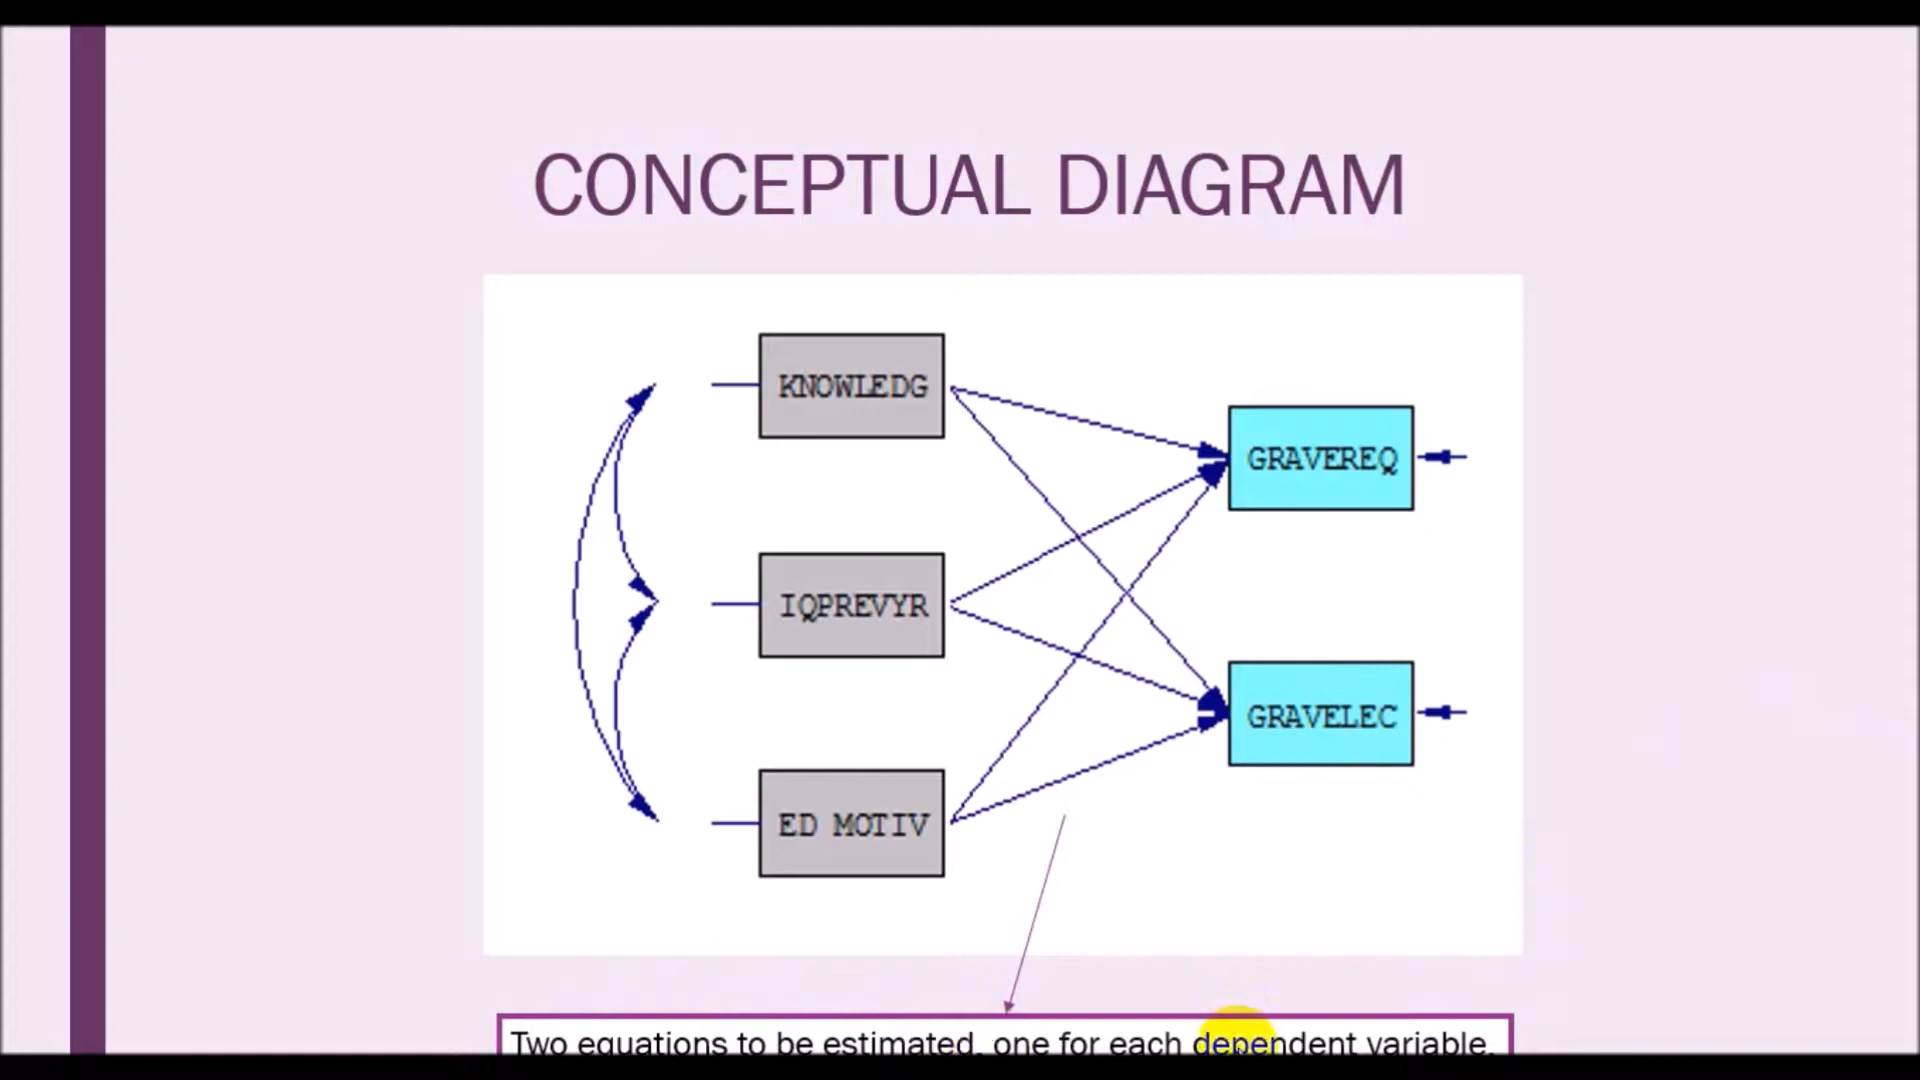 CONCEPTUAL DIAGRAM
KNOWLEDG
GRAVEREQ
IQPREVYR
GRAVELEC
ED MOTIV
Two equations to be estimated, one for each dependent variable.